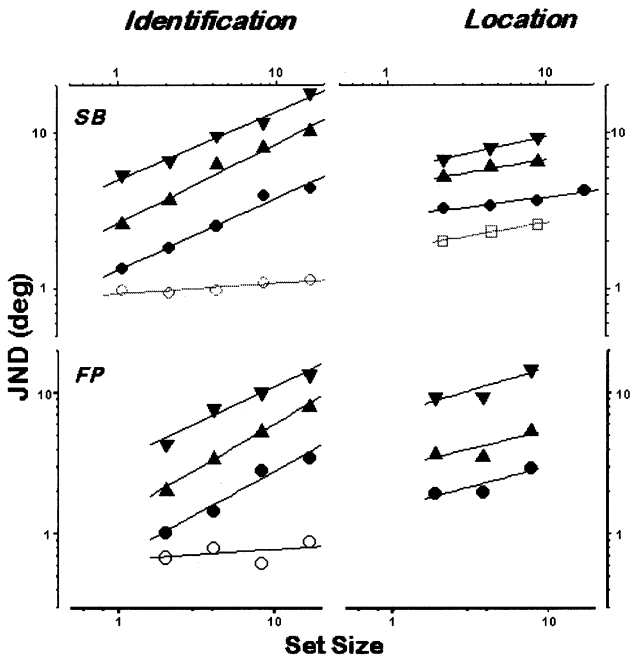 Identification Location
1 10 1 10
SB
10 10
1 1
JND (deg)
FP
10 10
1 1
1 10 1 10
Set Size